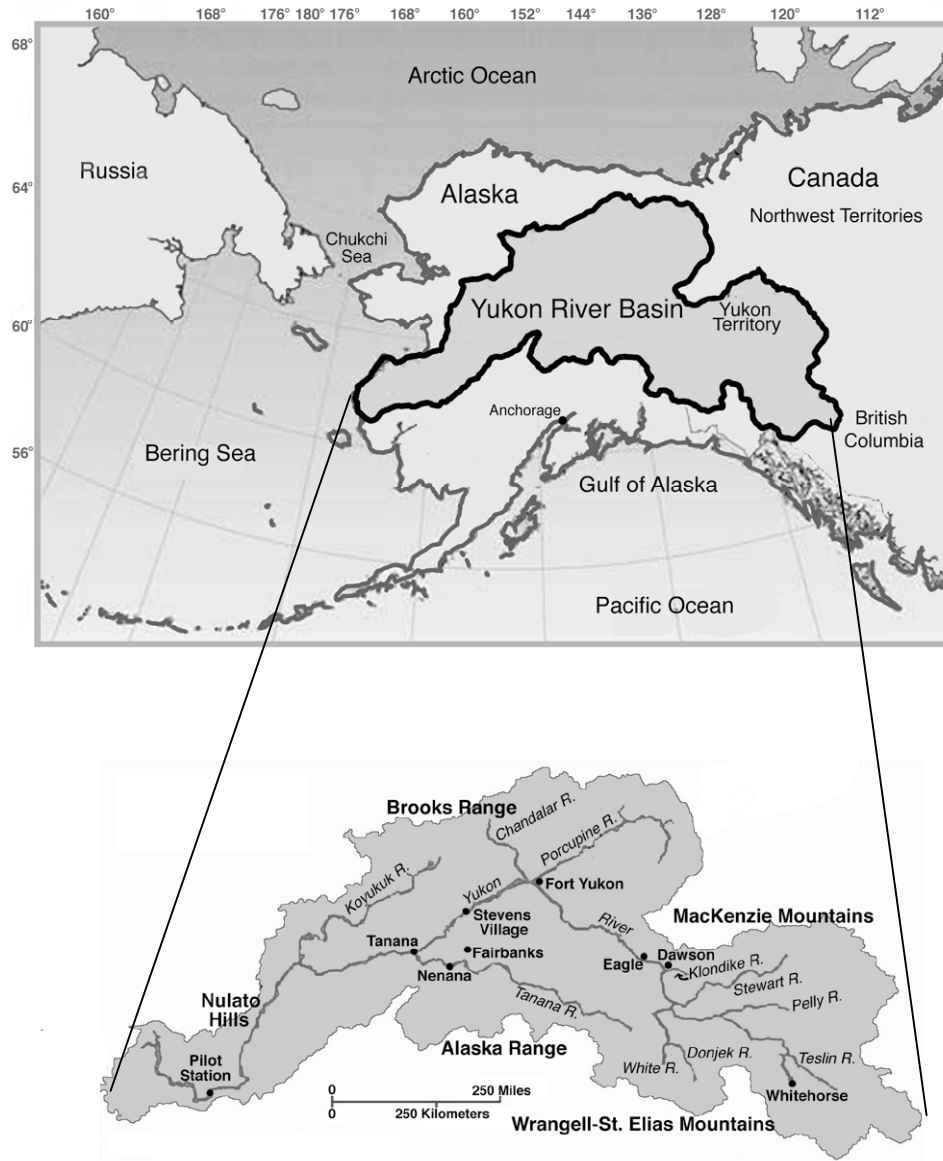 160° 168° 176° 180° 176° 168° 160° 152° 144° 136° 128° 120° 112°
68°
Arctic Ocean
Russia
64°
Alaska
Canada
Northwest Territories
Chukchi
Sea
60°
Yukon River Basin
Yukon
Territory
Anchorage
British
Columbia
56°
Bering Sea
Gulf of Alaska
Pacific Ocean
Brooks Range
Chandalar R.
Porcupine R.
Koyukuk R.
Yukon
Fort Yukon
Stevens
Village
River
MacKenzie Mountains
Tanana
Fairbanks
Eagle
Dawson
Klondike R.
Nenana
Stewart R.
Nulato
Hills
Tanana R.
Pelly R.
Alaska Range
Pilot
Station
White R.
Donjek R.
Teslin R.
Whitehorse
0 250 Miles
0 250 Kilometers
Wrangell-St. Elias Mountains